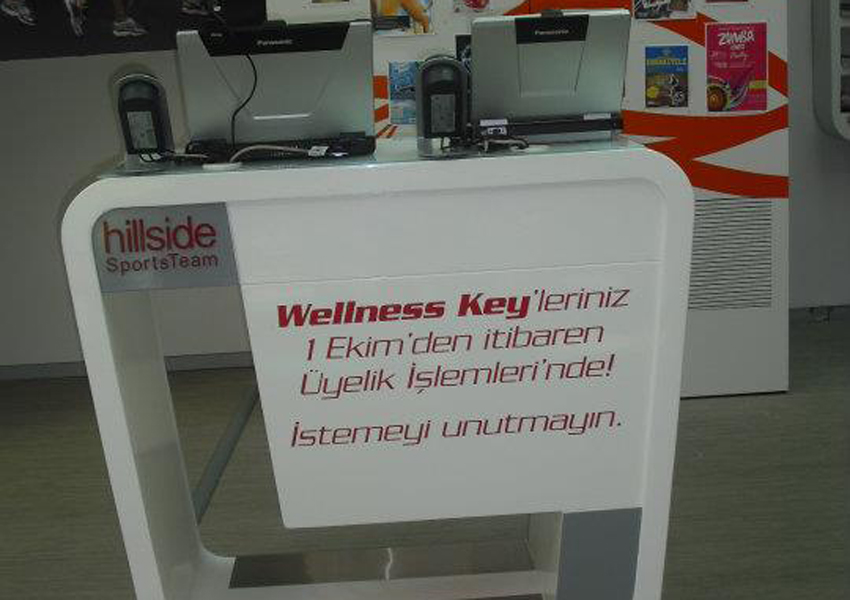 Panasonic
Panasonic
ZUMBA
hillside
SportsTeam
Wellness Key'leriniz
1 Ekim'den itibaren
Üyelik İşlemleri'nde!
İstemeyi unutmayın.